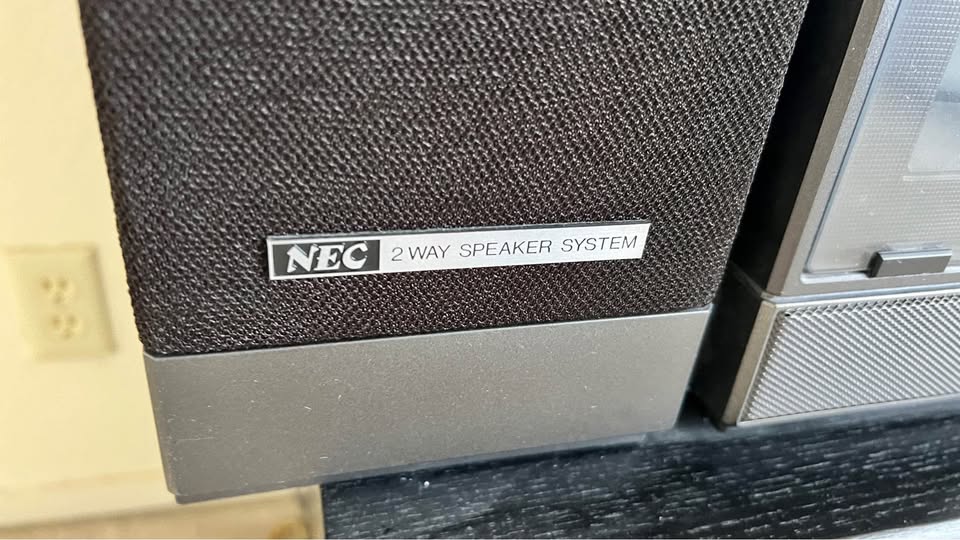 NEC 2 WAY SPEAKER SYSTEM